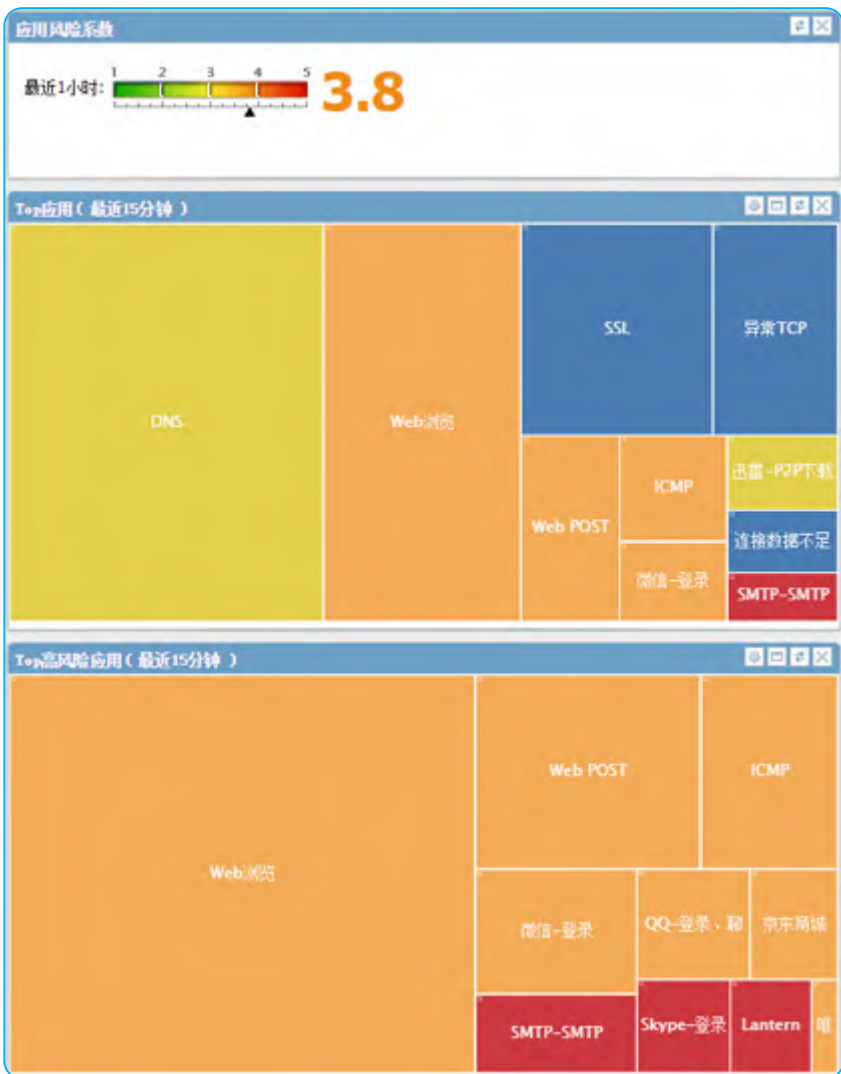 应用风险系数
最近1小时:
1 2 3 4 5
3.8
Top应用( 最近15分钟 )
DNS
Web浏览
SSL
异常TCP
Web POST
ICMP
微信-登录
迅雷-P2P下载
连接数据不足
SMTP-SMTP
Top高风险应用( 最近15分钟 )
Web浏览
Web POST
ICMP
微信-登录
QQ-登录、聊
京东商城
SMTP-SMTP
Skype-登录
Lantern